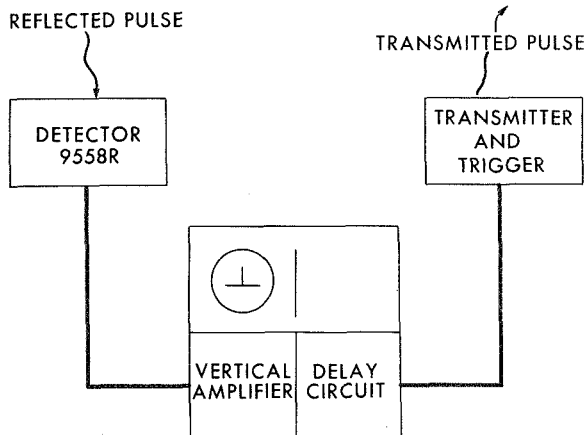 REFLECTED PULSE
TRANSMITTED PULSE
DETECTOR
9558R
TRANSMITTER
AND
TRIGGER
VERTICAL
AMPLIFIER
DELAY
CIRCUIT